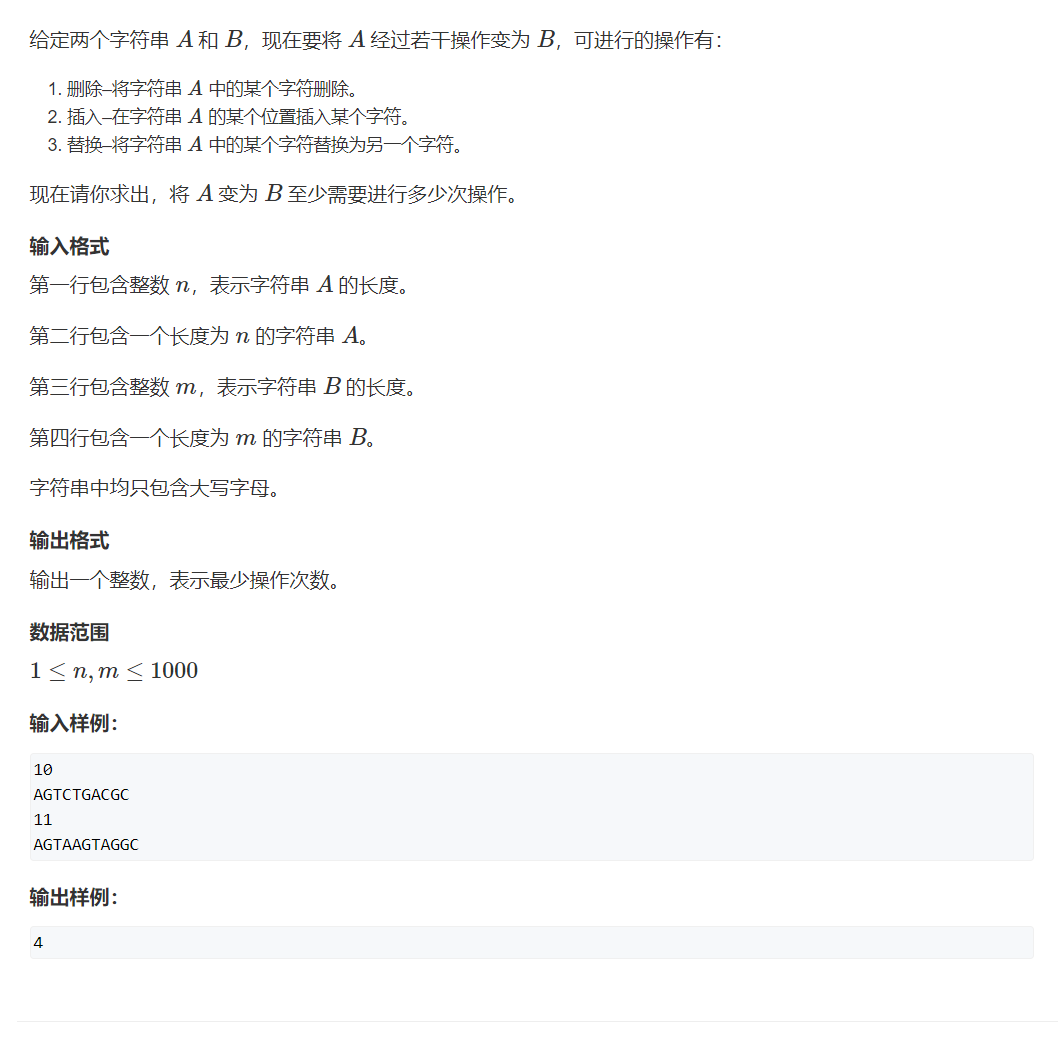 给定两个字符串 A 和 B，现在要将 A 经过若干操作变为 B，可进行的操作有：
1. 删除–将字符串 A 中的某个字符删除。
2. 插入–在字符串 A 的某个位置插入某个字符。
3. 替换–将字符串 A 中的某个字符替换为另一个字符。
现在请你求出，将 A 变为 B 至少需要进行多少次操作。
输入格式
第一行包含整数 n，表示字符串 A 的长度。
第二行包含一个长度为 n 的字符串 A。
第三行包含整数 m，表示字符串 B 的长度。
第四行包含一个长度为 m 的字符串 B。
字符串中均只包含大写字母。
输出格式
输出一个整数，表示最少操作次数。
数据范围
1 ≤ n, m ≤ 1000
输入样例：
10
AGTCTGACGC
11
AGTAAGTAGGC
输出样例：
4